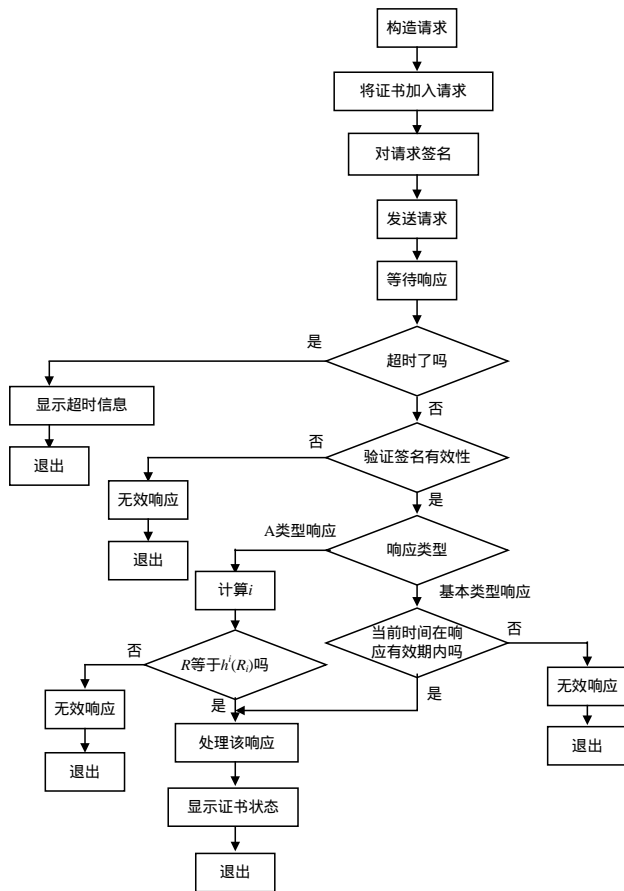 构造请求
将证书加入请求
对请求签名
发送请求
等待响应
是
超时了吗
显示超时信息
否
退出
否
验证签名有效性
无效响应
是
A类型响应
响应类型
退出
计算i
基本类型响应
当前时间在响
应有效期内吗
否
否
R等于hⁱ(Rᵢ)吗
无效响应
是
是
无效响应
处理该响应
退出
退出
显示证书状态
退出